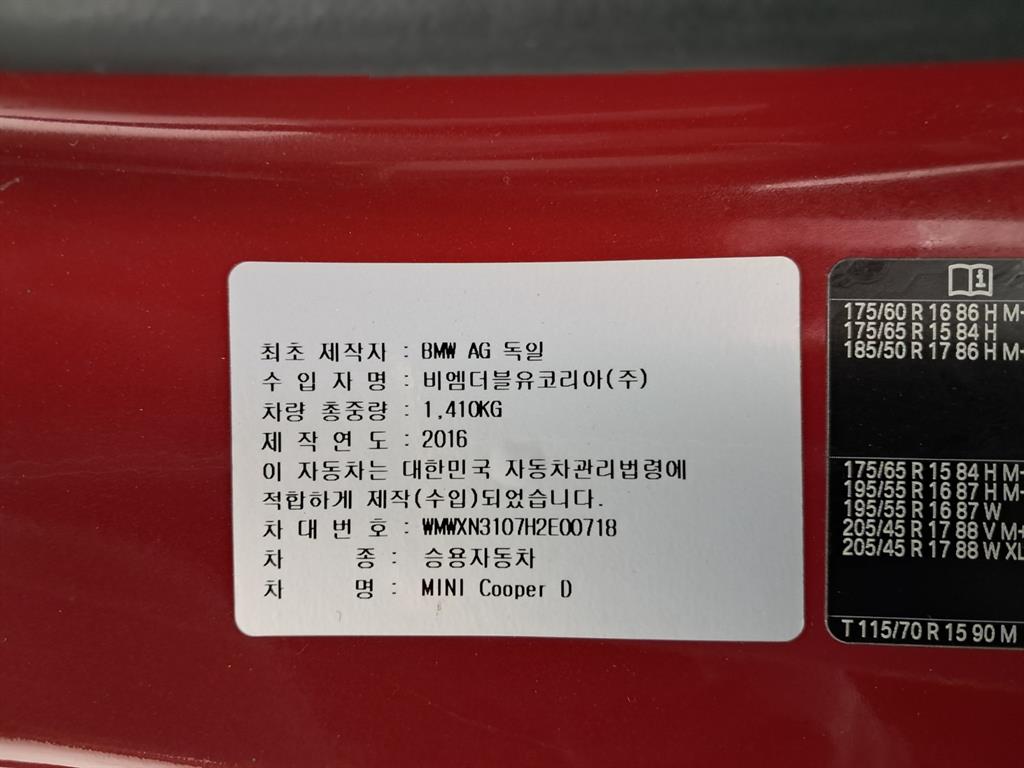 최초 제작자 : BMW AG 독일
수 입 자 명 : 비엠더블유코리아(주)
차량 총중량 : 1,410KG
제 작 연 도 : 2016
이 자동차는 대한민국 자동차관리법령에
적합하게 제작(수입)되었습니다.
차 대 번 호 : WMWXN3107H2E00718
차 종 : 승용자동차
차 명 : MINI Cooper D
i
175/60 R 16 86 H M+
175/65 R 15 84 H
185/50 R 17 86 H M+
175/65 R 15 84 H M+
195/55 R 16 87 H M+
195/55 R 16 87 W
205/45 R 17 88 V M+
205/45 R 17 88 W XL
T 115/70 R 15 90 M